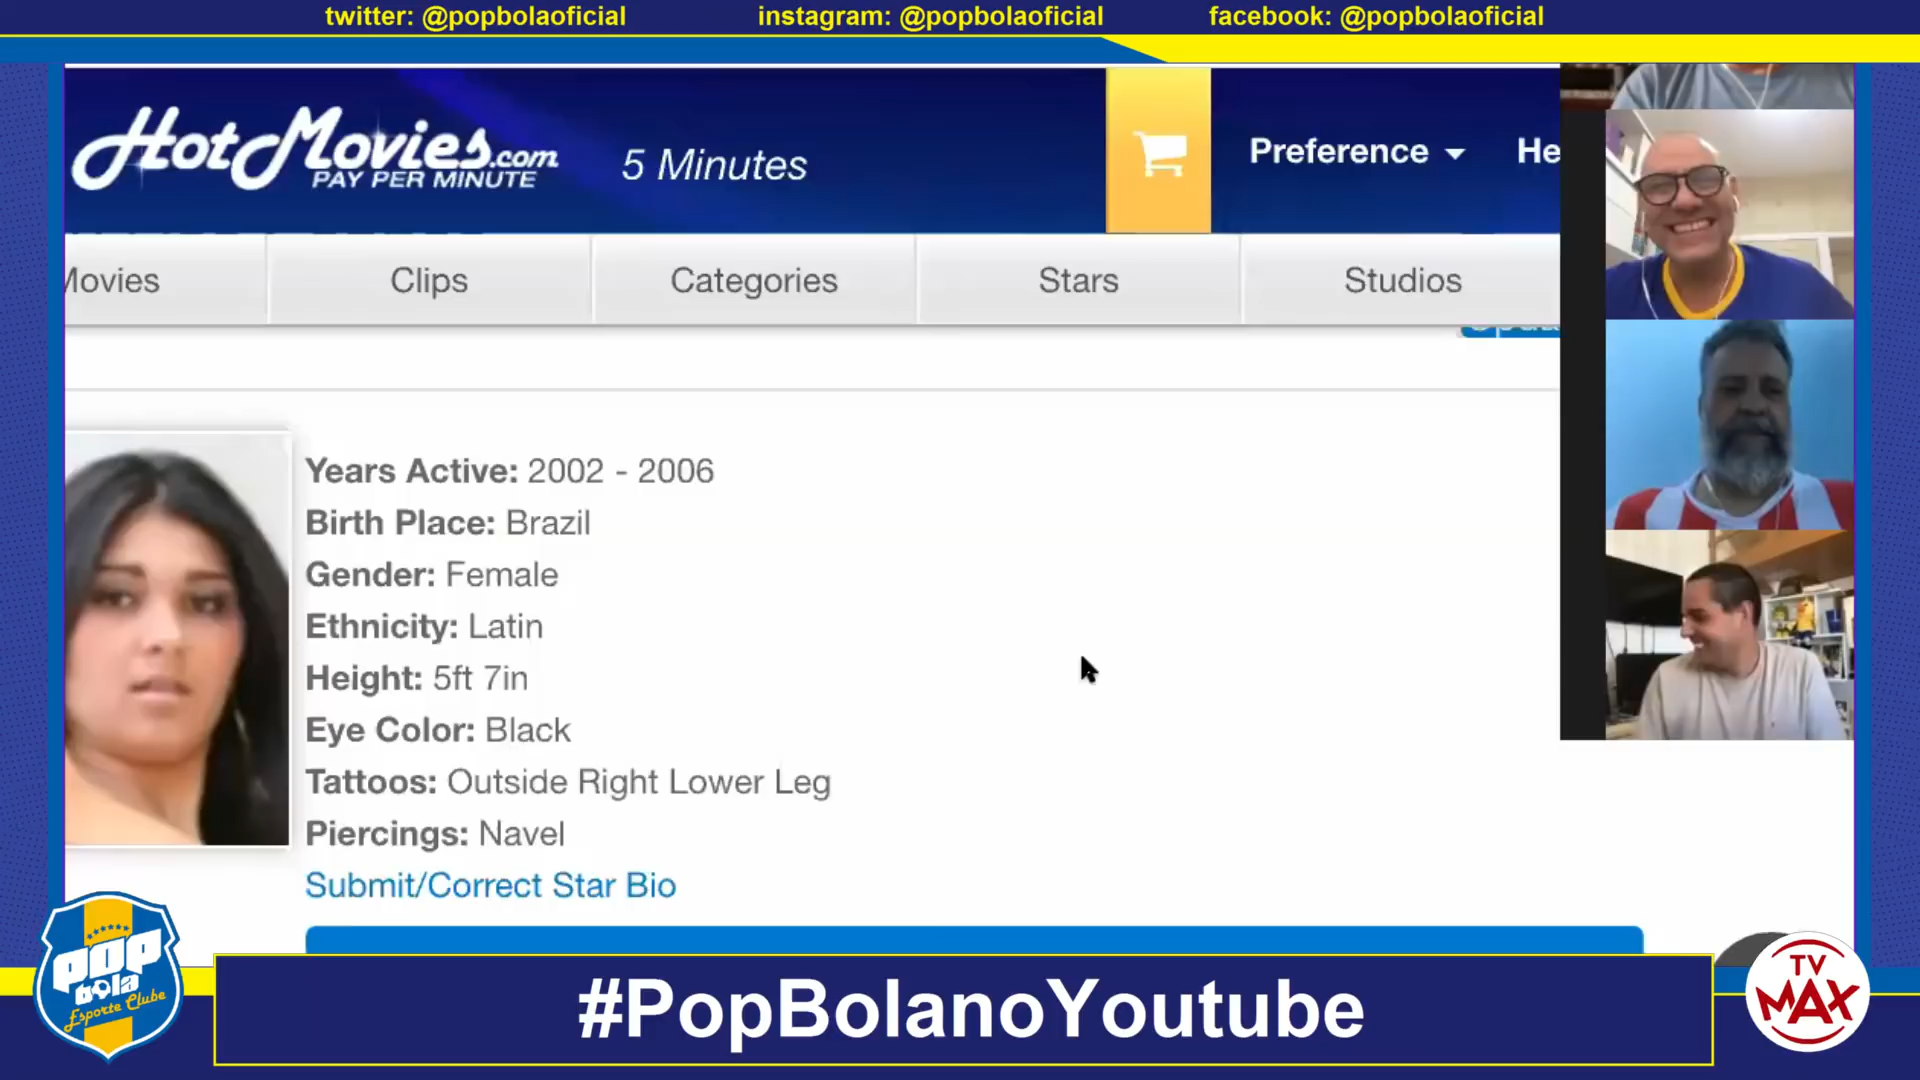 twitter: @popbolaoficial instagram: @popbolaoficial facebook: @popbolaoficial
HotMovies.com
PAY PER MINUTE
5 Minutes
Preference
He
Movies Clips Categories Stars Studios
Years Active: 2002 - 2006
Birth Place: Brazil
Gender: Female
Ethnicity: Latin
Height: 5ft 7in
Eye Color: Black
Tattoos: Outside Right Lower Leg
Piercings: Navel
Submit/Correct Star Bio
POP
bola
Esporte Clube
#PopBolanoYoutube
TV
MAX